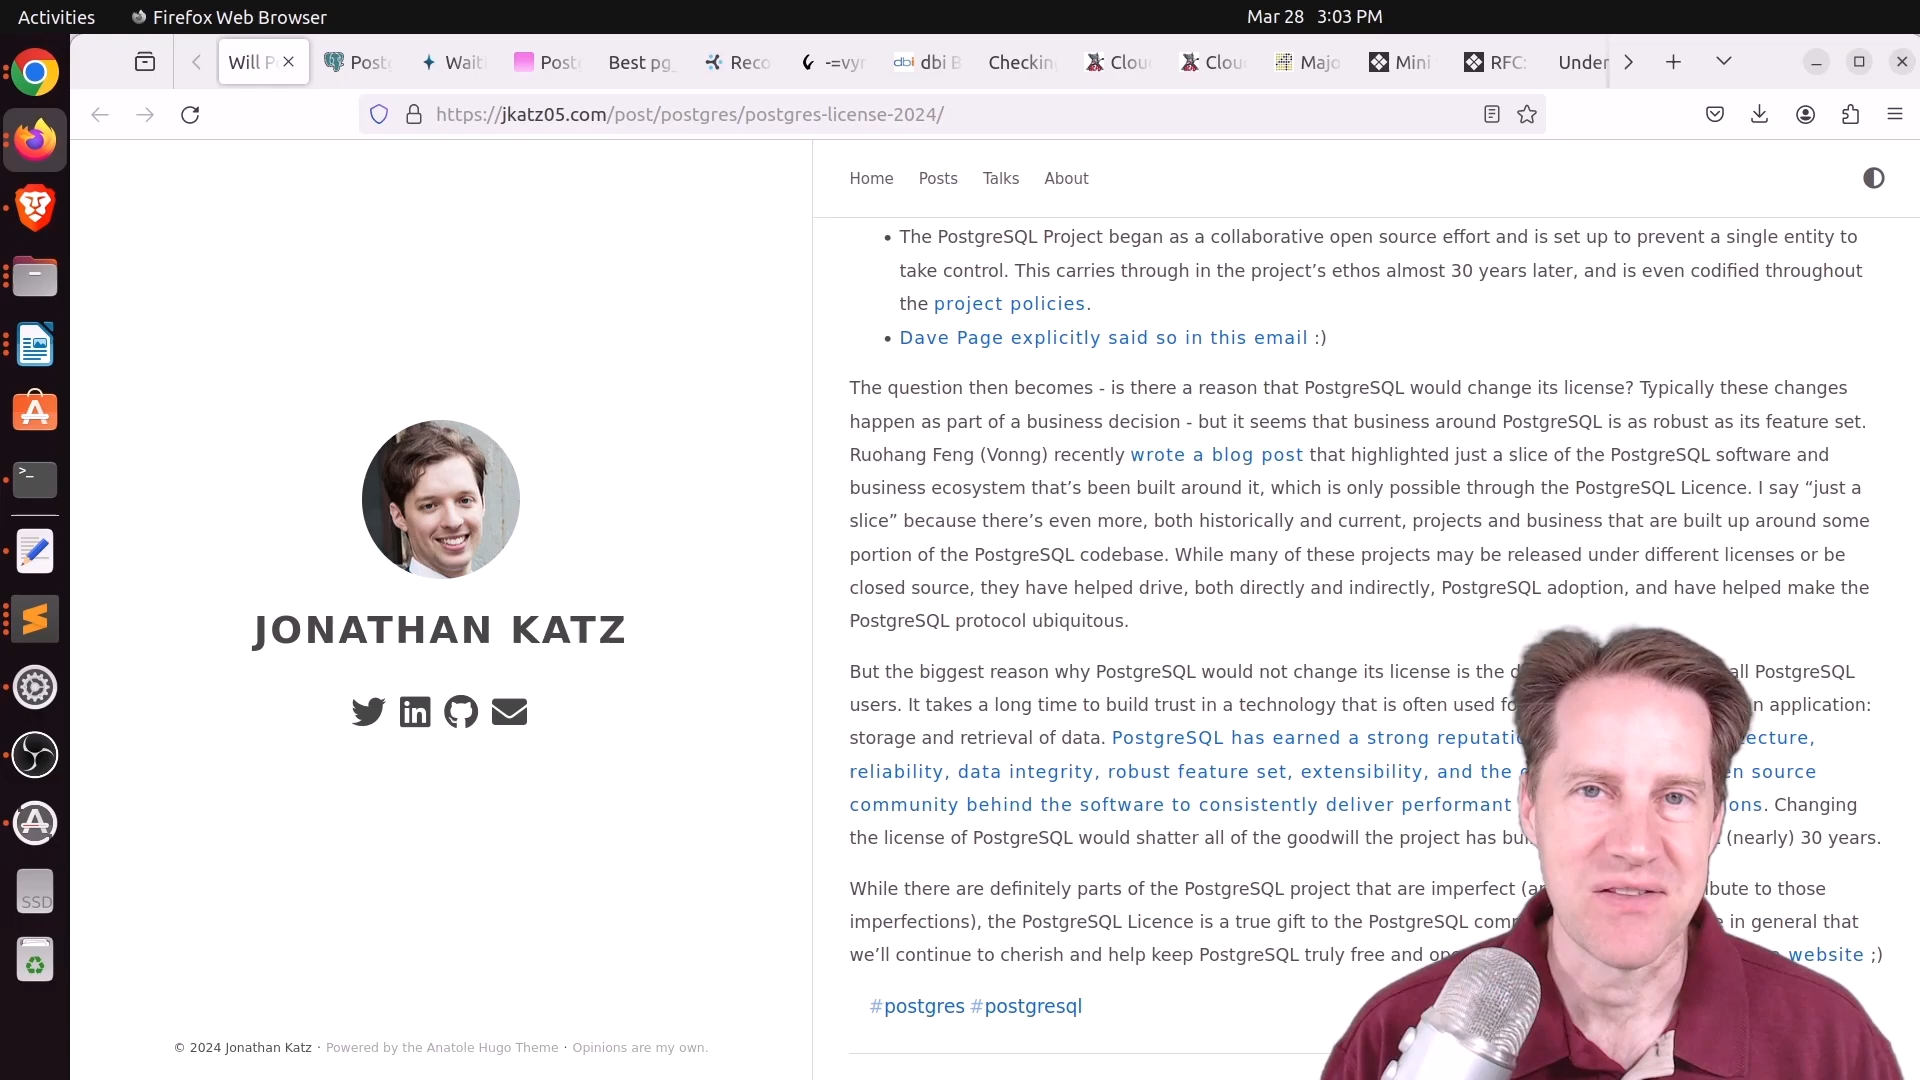 Activities
Firefox Web Browser
Mar 28 3:03 PM
Will P
Postg
Waiti
Post
Best pg_
Reco
-=vyr
dbi
dbi B
Checkin
Clou
Clou
Majo
Mini
RFC:
Under
https://jkatz05.com/post/postgres/postgres-license-2024/
Home Posts Talks About
• The PostgreSQL Project began as a collaborative open source effort and is set up to prevent a single entity to
take control. This carries through in the project’s ethos almost 30 years later, and is even codified throughout
the project policies.
• Dave Page explicitly said so in this email :)
The question then becomes - is there a reason that PostgreSQL would change its license? Typically these changes
happen as part of a business decision - but it seems that business around PostgreSQL is as robust as its feature set.
Ruohang Feng (Vonng) recently wrote a blog post that highlighted just a slice of the PostgreSQL software and
business ecosystem that’s been built around it, which is only possible through the PostgreSQL Licence. I say “just a
slice” because there’s even more, both historically and current, projects and business that are built up around some
portion of the PostgreSQL codebase. While many of these projects may be released under different licenses or be
closed source, they have helped drive, both directly and indirectly, PostgreSQL adoption, and have helped make the
PostgreSQL protocol ubiquitous.
But the biggest reason why PostgreSQL would not change its license is the all PostgreSQL
users. It takes a long time to build trust in a technology that is often used application:
storage and retrieval of data. PostgreSQL has earned a strong
reliability, data integrity, robust feature set, extensibility, and the source
community behind the software to consistently deliver performant Changing
the license of PostgreSQL would shatter all of the goodwill the project has (nearly) 30 years.
While there are definitely parts of the PostgreSQL project that are imperfect to those
imperfections), the PostgreSQL Licence is a true gift to the PostgreSQL in general that
we’ll continue to cherish and help keep PostgreSQL truly free and website ;)
#postgres #postgresql
JONATHAN KATZ
© 2024 Jonathan Katz · Powered by the Anatole Hugo Theme · Opinions are my own.
SSD